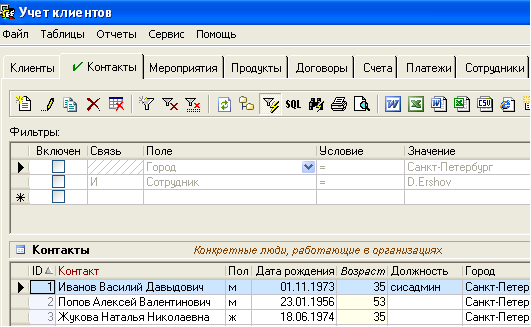 Учет клиентов
Файл Таблицы Отчеты Сервис Помощь
Клиенты Контакты Мероприятия Продукты Договоры Счета Платежи Сотрудники
SQL CSU
Фильтры:
Включен Связь Поле Условие Значение
Город = Санкт-Петербург
И Сотрудник = D.Ershov
Контакты Конкретные люди, работающие в организациях
ID Контакт Пол Дата рождения Возраст Должность Город
1 Иванов Василий Давыдович м 01.11.1973 35 сисадмин Санкт-Петер
2 Попов Алексей Валентинович м 23.01.1956 53 Санкт-Петер
3 Жукова Наталья Николаевна ж 18.06.1974 35 Санкт-Петер